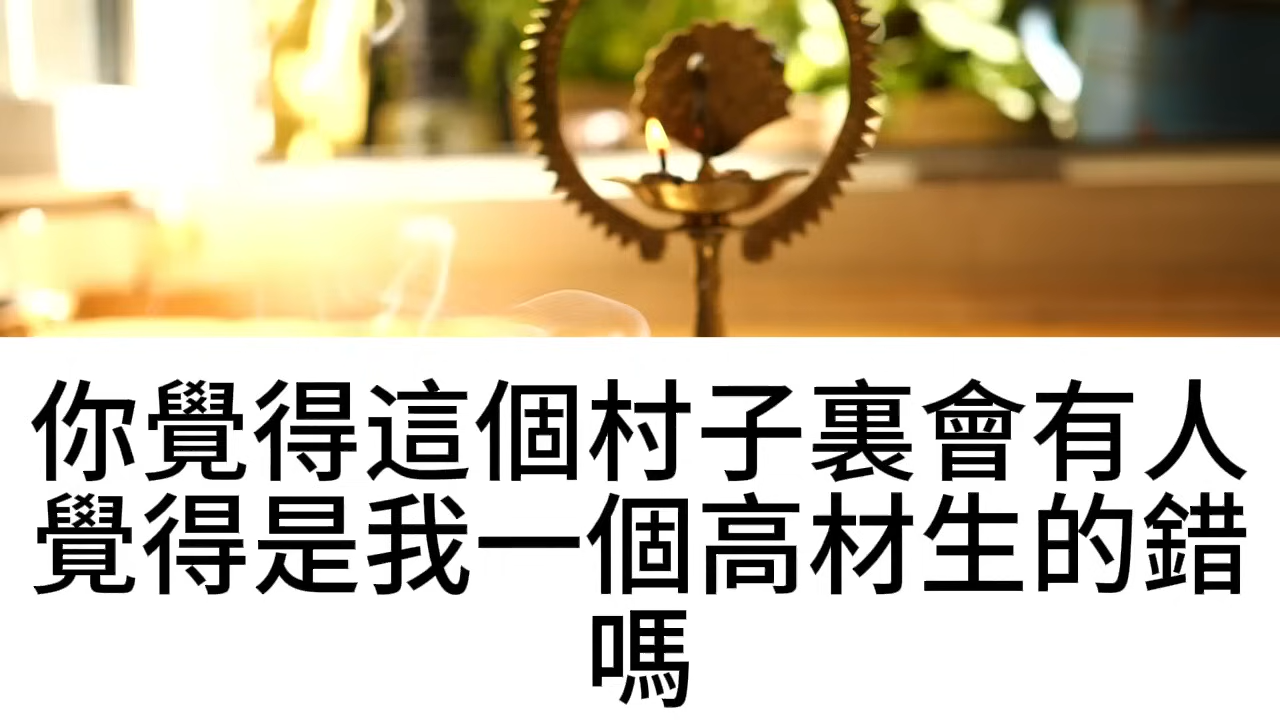 你覺得這個村子裏會有人
覺得是我一個高材生的錯
嗎